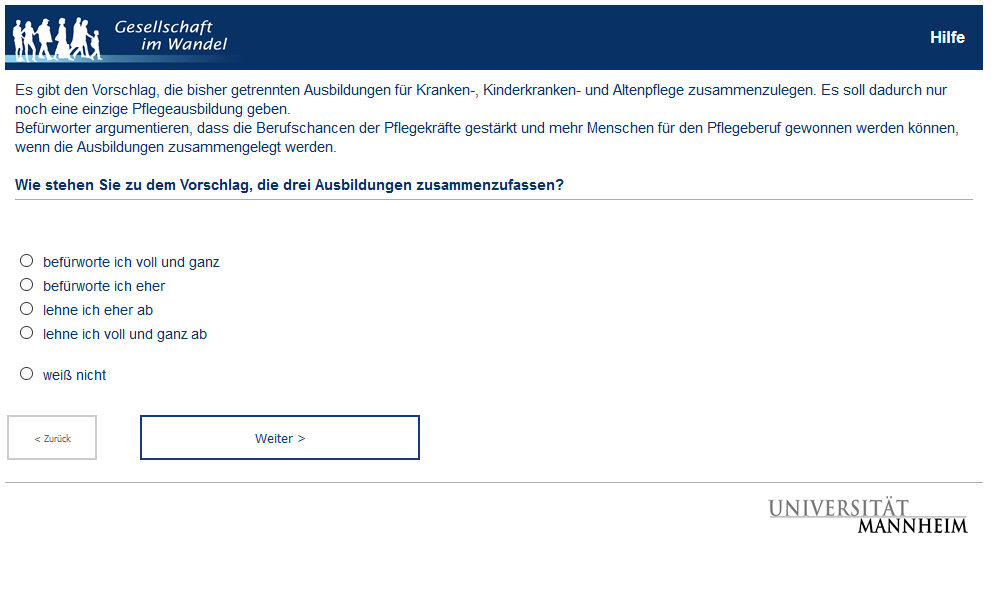 Gesellschaft
im Wandel
Hilfe
Es gibt den Vorschlag, die bisher getrennten Ausbildungen für Kranken-, Kinderkranken- und Altenpflege zusammenzulegen. Es soll dadurch nur
noch eine einzige Pflegeausbildung geben.
Befürworter argumentieren, dass die Berufschancen der Pflegekräfte gestärkt und mehr Menschen für den Pflegeberuf gewonnen werden können,
wenn die Ausbildungen zusammengelegt werden.
Wie stehen Sie zu dem Vorschlag, die drei Ausbildungen zusammenzufassen?
befürworte ich voll und ganz
befürworte ich eher
lehne ich eher ab
lehne ich voll und ganz ab
weiß nicht
< Zurück
Weiter >
UNIVERSITÄT
MANNHEIM